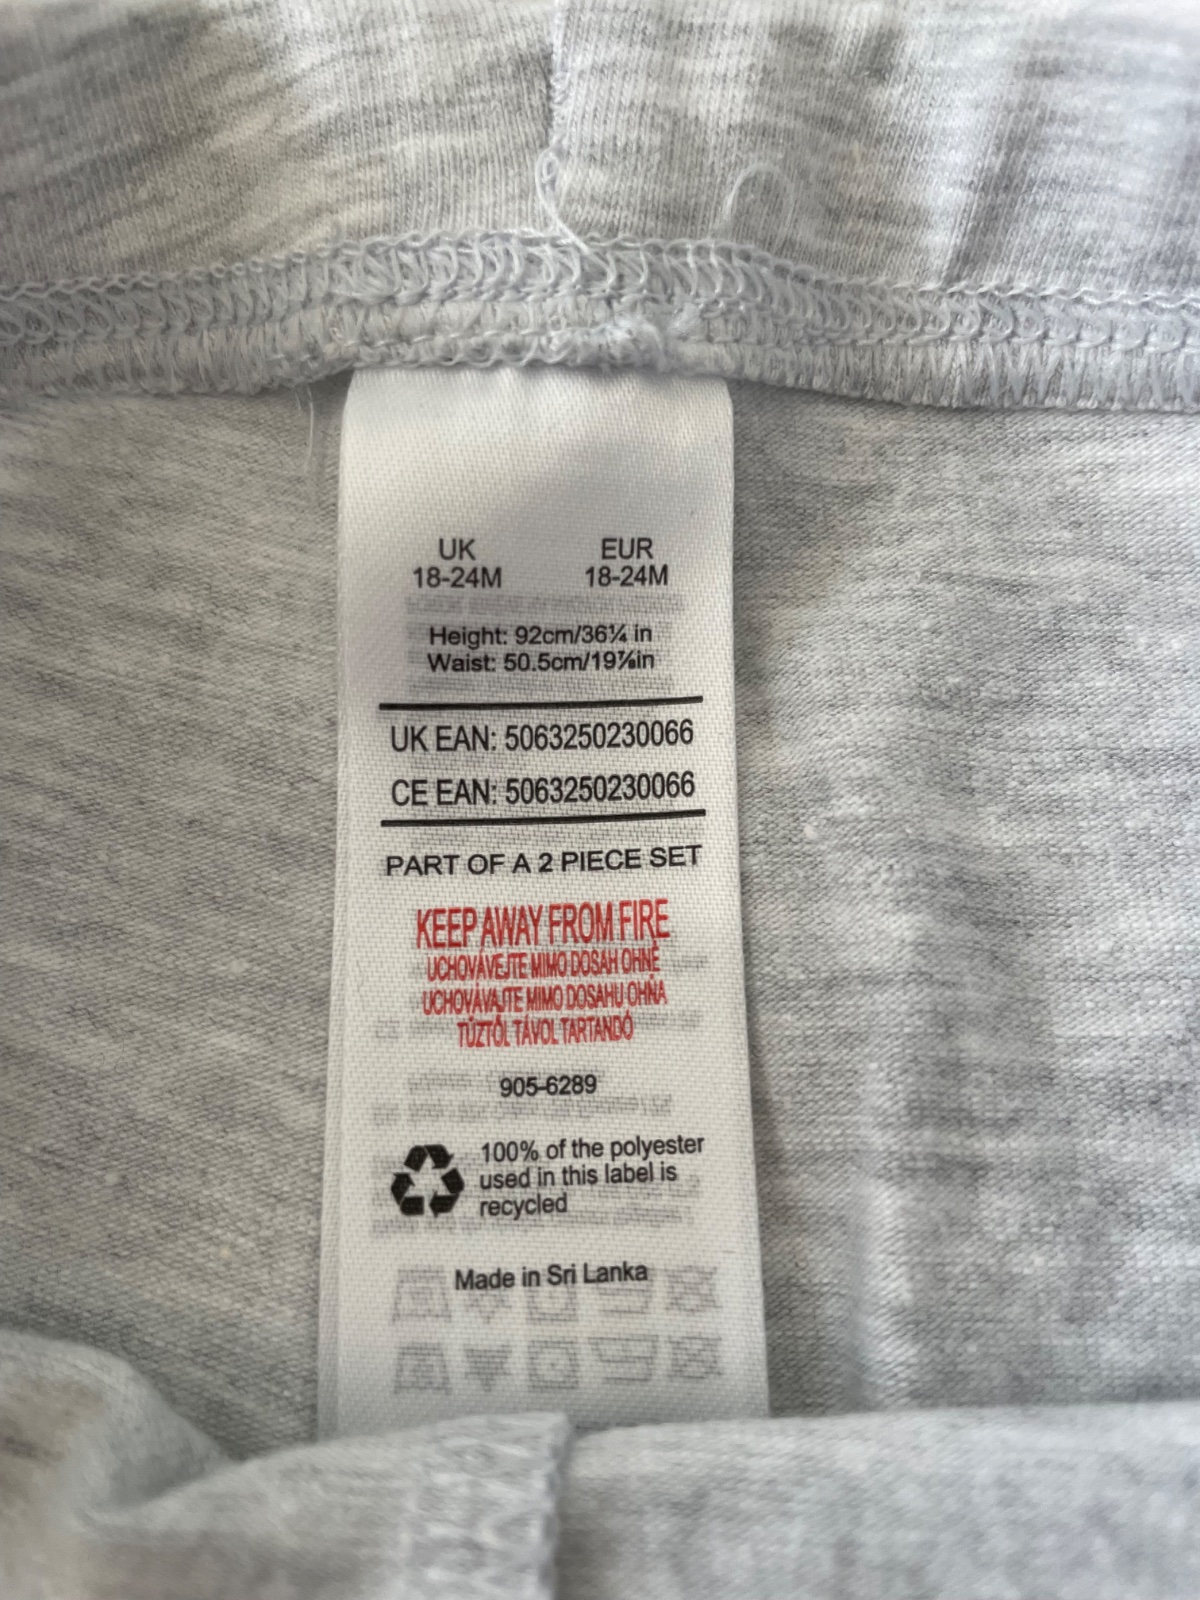 UK EUR
18-24M 18-24M
Height: 92cm/36¼ in
Waist: 50.5cm/19⅞in
UK EAN: 5063250230066
CE EAN: 5063250230066
PART OF A 2 PIECE SET
KEEP AWAY FROM FIRE
UCHOVÁVEJTE MIMO DOSAH OHNĚ
UCHOVÁVAJTE MIMO DOSAHU OHŇA
TŰZTŐL TÁVOL TARTANDÓ
905-6289
100% of the polyester
used in this label is
recycled
Made in Sri Lanka